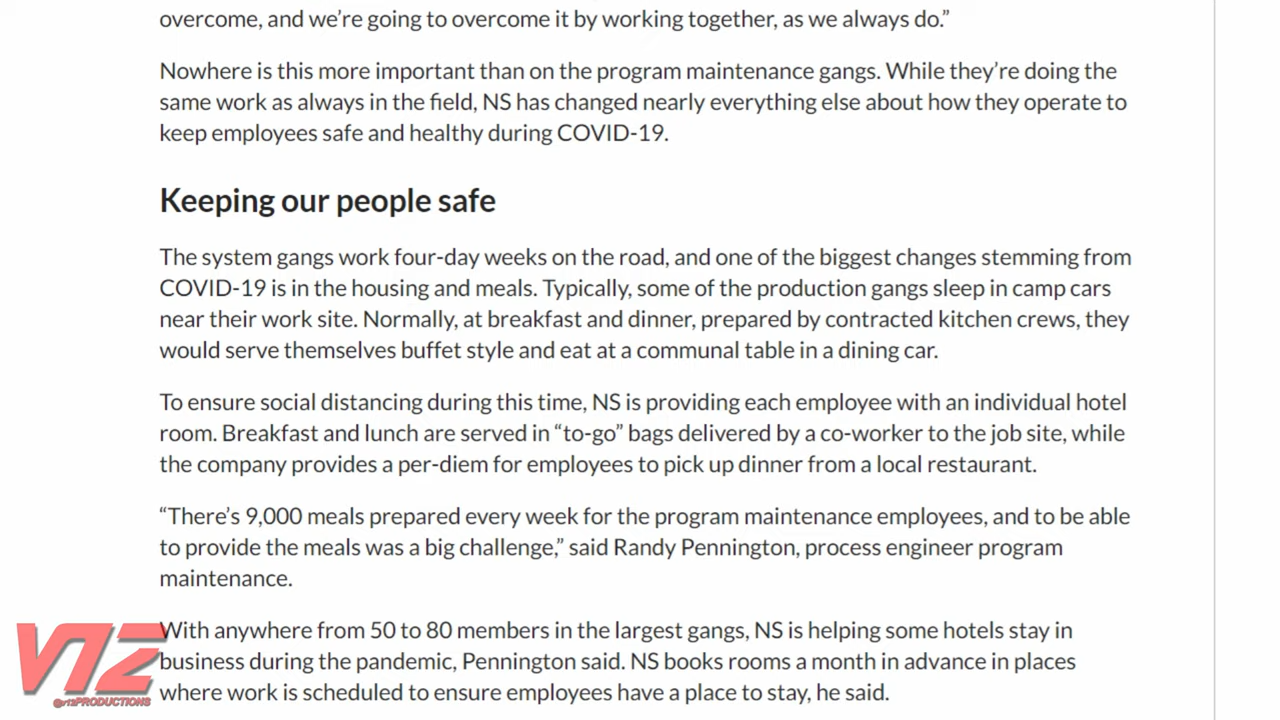 overcome, and we’re going to overcome it by working together, as we always do.”
Nowhere is this more important than on the program maintenance gangs. While they’re doing the
same work as always in the field, NS has changed nearly everything else about how they operate to
keep employees safe and healthy during COVID-19.
Keeping our people safe
The system gangs work four-day weeks on the road, and one of the biggest changes stemming from
COVID-19 is in the housing and meals. Typically, some of the production gangs sleep in camp cars
near their work site. Normally, at breakfast and dinner, prepared by contracted kitchen crews, they
would serve themselves buffet style and eat at a communal table in a dining car.
To ensure social distancing during this time, NS is providing each employee with an individual hotel
room. Breakfast and lunch are served in “to-go” bags delivered by a co-worker to the job site, while
the company provides a per-diem for employees to pick up dinner from a local restaurant.
“There’s 9,000 meals prepared every week for the program maintenance employees, and to be able
to provide the meals was a big challenge,” said Randy Pennington, process engineer program
maintenance.
With anywhere from 50 to 80 members in the largest gangs, NS is helping some hotels stay in
business during the pandemic, Pennington said. NS books rooms a month in advance in places
where work is scheduled to ensure employees have a place to stay, he said.
V12
@v12PRODUCTIONS